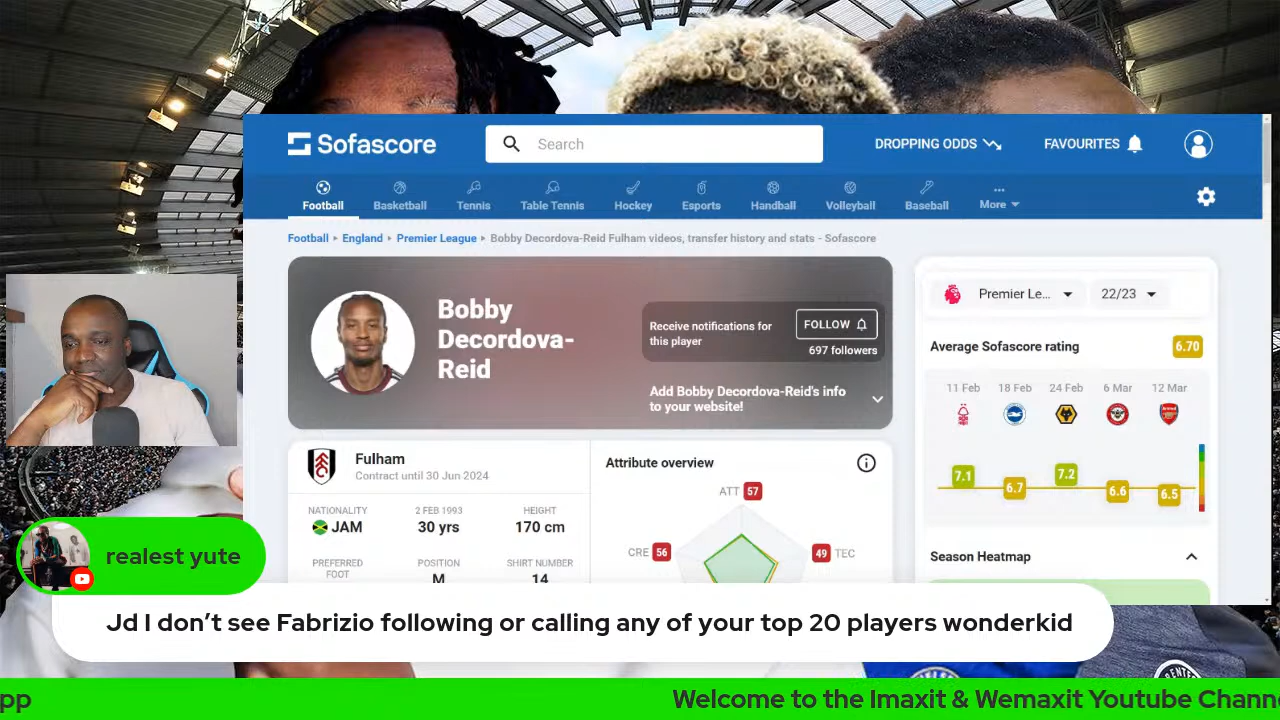 Sofascore
Search
DROPPING ODDS
FAVOURITES
Football
Basketball
Tennis
Table Tennis
Hockey
Esports
Handball
Volleyball
Baseball
More
Football
England
Premier League
Bobby Decordova-Reid Fulham videos, transfer history and stats - Sofascore
Bobby
Decordova-
Reid
Receive notifications for
this player
FOLLOW
697 followers
Add Bobby Decordova-Reid's info
to your website!
Premier Le...
22/23
Average Sofascore rating
6.70
11 Feb
18 Feb
24 Feb
6 Mar
12 Mar
7.1
6.7
7.2
6.6
6.5
Season Heatmap
Fulham
Contract until 30 Jun 2024
NATIONALITY
JAM
2 FEB 1993
30 yrs
HEIGHT
170 cm
PREFERRED
FOOT
POSITION
M
SHIRT NUMBER
14
Attribute overview
ATT 57
CRE 56
49 TEC
realest yute
Jd I don’t see Fabrizio following or calling any of your top 20 players wonderkid
pp
Welcome to the Imaxit & Wemaxit Youtube Chann